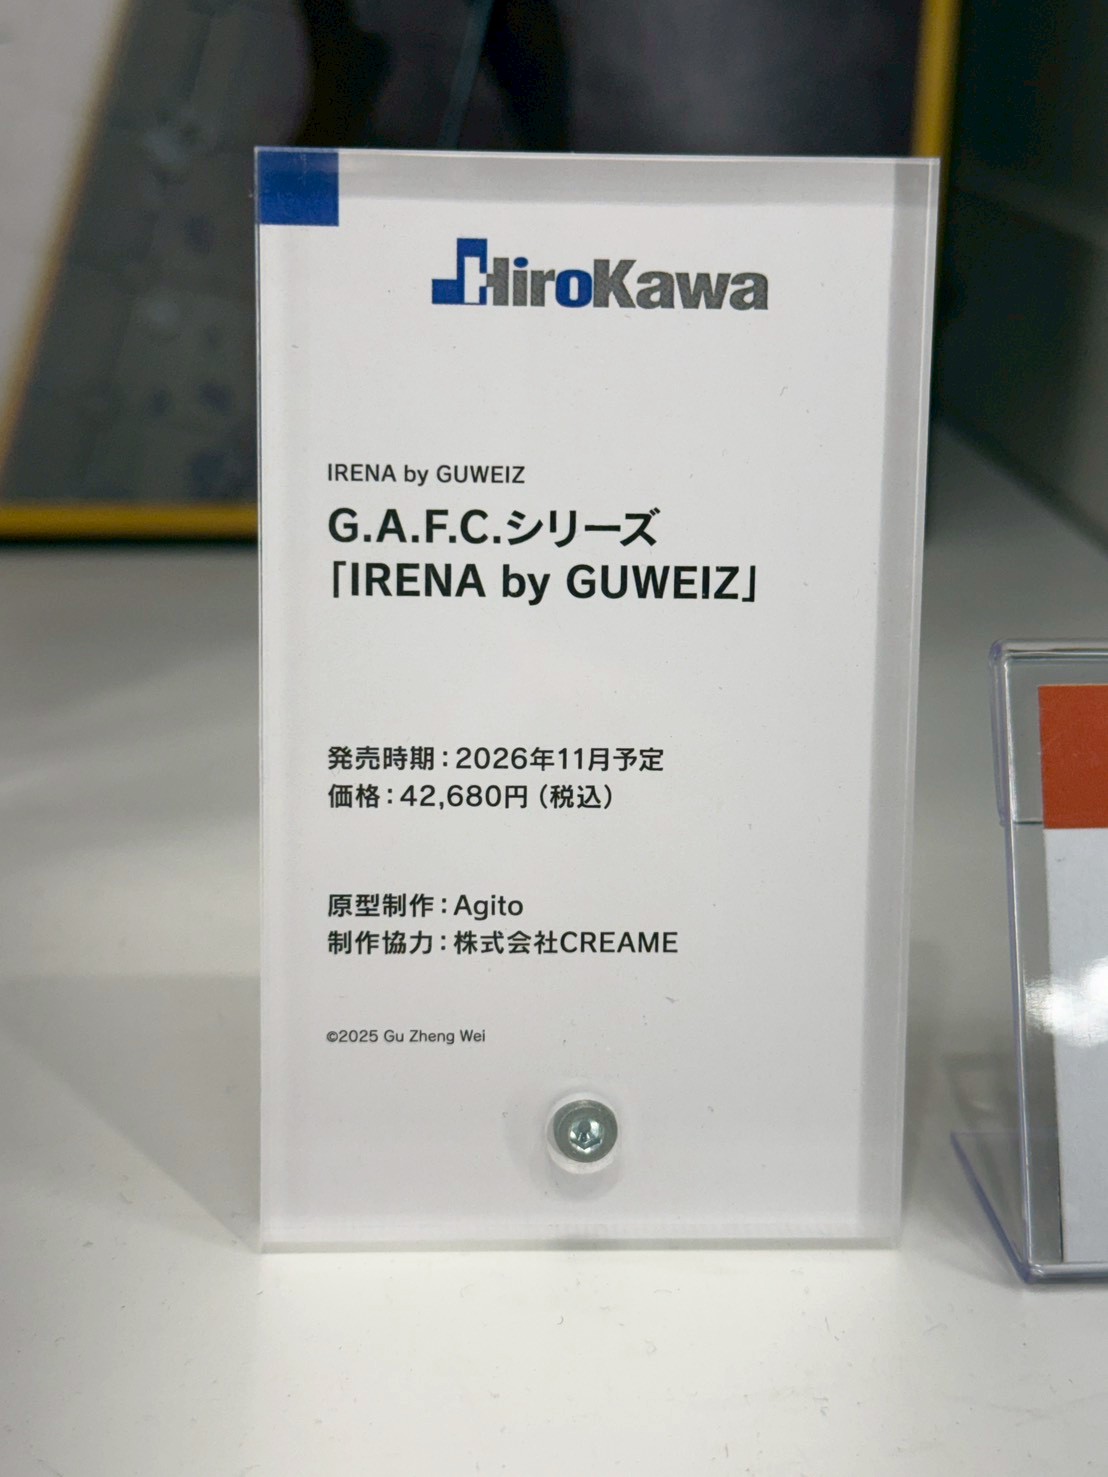 HiroKawa
IRENA by GUWEIZ
G.A.F.C.シリーズ
「IRENA by GUWEIZ」
発売時期：2026年11月予定
価格：42,680円（税込）
原型制作：Agito
制作協力：株式会社CREAME
©2025 Gu Zheng Wei